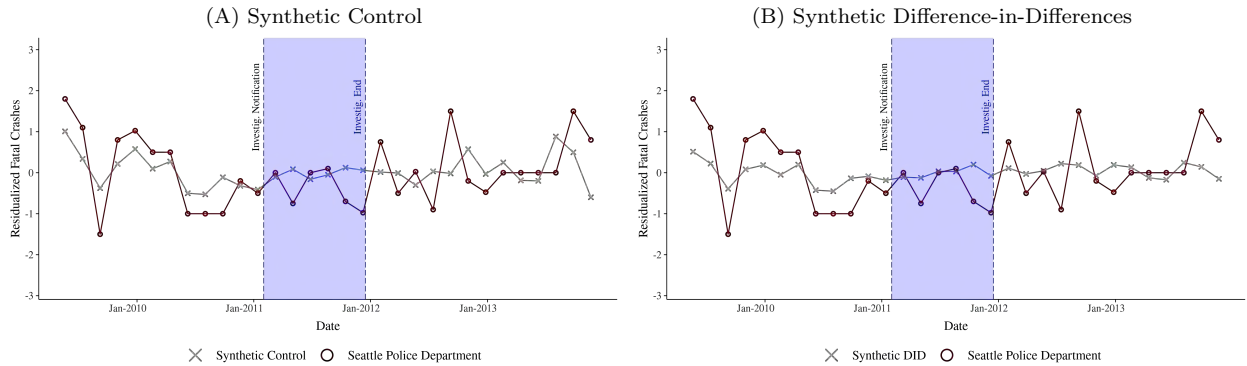 (A) Synthetic Control
Residualized Fatal Crashes
3
2
1
0
-1
-2
-3
Investig. Notification
Investig. End
Jan-2010
Jan-2011
Jan-2012
Jan-2013
Date
Synthetic Control
Seattle Police Department
(B) Synthetic Difference-in-Differences
Residualized Fatal Crashes
3
2
1
0
-1
-2
-3
Investig. Notification
Investig. End
Jan-2010
Jan-2011
Jan-2012
Jan-2013
Date
Synthetic DID
Seattle Police Department